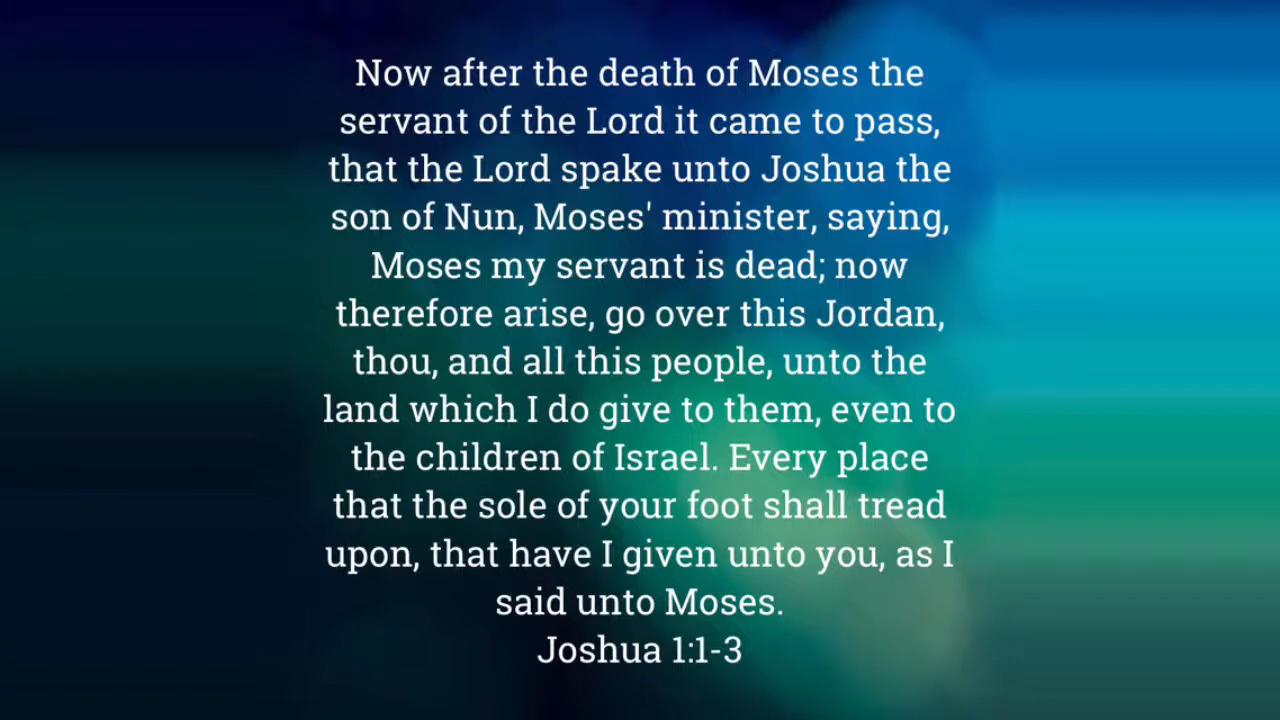 Now after the death of Moses the
servant of the Lord it came to pass,
that the Lord spake unto Joshua the
son of Nun, Moses' minister, saying,
Moses my servant is dead; now
therefore arise, go over this Jordan,
thou, and all this people, unto the
land which I do give to them, even to
the children of Israel. Every place
that the sole of your foot shall tread
upon, that have I given unto you, as I
said unto Moses.
Joshua 1:1-3